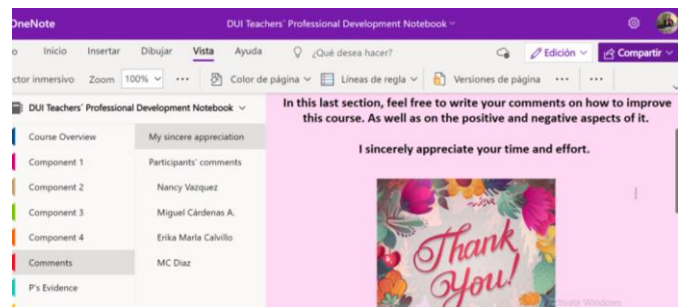 OneNote
DUI Teachers' Professional Development Notebook
Inicio Insertar Dibujar Vista Ayuda ¿Qué desea hacer? Edición Compartir
ctor inmersivo Zoom 100% ... Color de página Líneas de regla Versiones de página ... ...
DUI Teachers' Professional Development Notebook
Course Overview
Component 1
Component 2
Component 3
Component 4
Comments
P's Evidence
My sincere appreciation
Participants' comments
Nancy Vazquez
Miguel Cárdenas A.
Erika Marla Calvillo
MC Diaz
In this last section, feel free to write your comments on how to improve
this course. As well as on the positive and negative aspects of it.
I sincerely appreciate your time and effort.
Thank
You!
Activate Windows